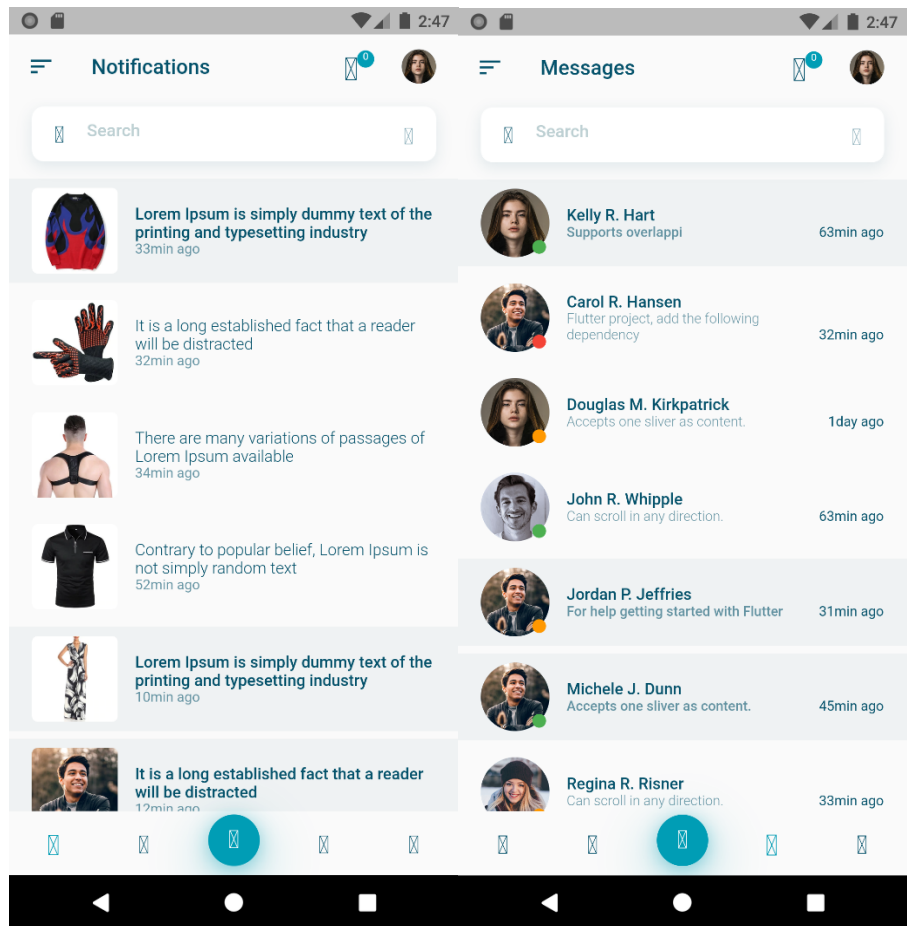 2:47
Notifications
0
Search
Lorem Ipsum is simply dummy text of the
printing and typesetting industry
33min ago
It is a long established fact that a reader
will be distracted
32min ago
There are many variations of passages of
Lorem Ipsum available
34min ago
Contrary to popular belief, Lorem Ipsum is
not simply random text
52min ago
Lorem Ipsum is simply dummy text of the
printing and typesetting industry
10min ago
It is a long established fact that a reader
will be distracted
12min ago
2:47
Messages
0
Search
Kelly R. Hart
Supports overlappi
63min ago
Carol R. Hansen
Flutter project, add the following
dependency
32min ago
Douglas M. Kirkpatrick
Accepts one sliver as content.
1day ago
John R. Whipple
Can scroll in any direction.
63min ago
Jordan P. Jeffries
For help getting started with Flutter
31min ago
Michele J. Dunn
Accepts one sliver as content.
45min ago
Regina R. Risner
Can scroll in any direction.
33min ago